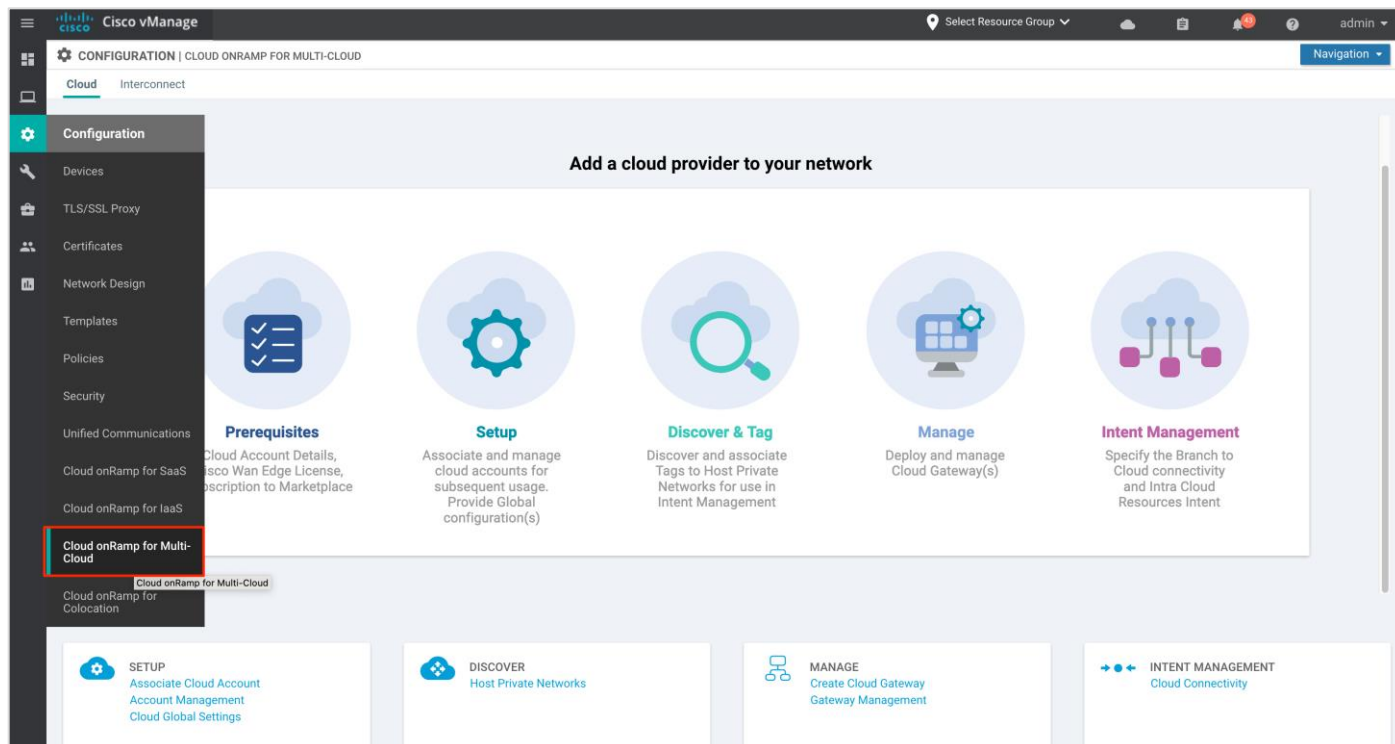 cisco Cisco vManage
Select Resource Group
43
admin
CONFIGURATION | CLOUD ONRAMP FOR MULTI-CLOUD
Navigation
Cloud Interconnect
Configuration
Devices
TLS/SSL Proxy
Certificates
Network Design
Templates
Policies
Security
Unified Communications
Cloud onRamp for SaaS
Cloud onRamp for IaaS
Cloud onRamp for Multi-
Cloud
Cloud onRamp for Multi-Cloud
Cloud onRamp for
Colocation
Add a cloud provider to your network
Prerequisites
Cloud Account Details,
isco Wan Edge License,
bscription to Marketplace
Setup
Associate and manage
cloud accounts for
subsequent usage.
Provide Global
configuration(s)
Discover & Tag
Discover and associate
Tags to Host Private
Networks for use in
Intent Management
Manage
Deploy and manage
Cloud Gateway(s)
Intent Management
Specify the Branch to
Cloud connectivity
and Intra Cloud
Resources Intent
SETUP
Associate Cloud Account
Account Management
Cloud Global Settings
DISCOVER
Host Private Networks
MANAGE
Create Cloud Gateway
Gateway Management
INTENT MANAGEMENT
Cloud Connectivity